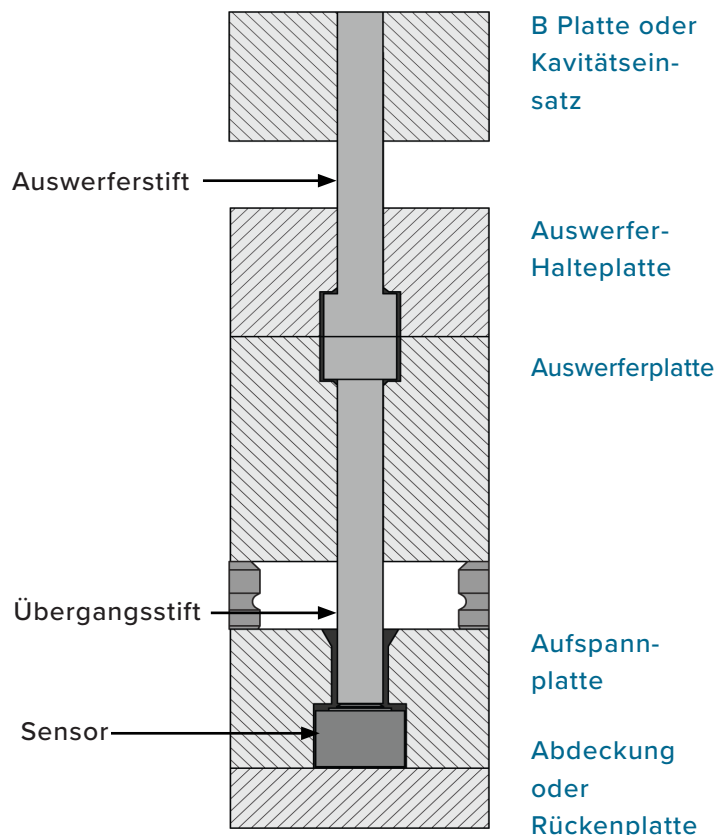 B Platte oder
Kavitätsein-
satz
Auswerferstift
Auswerfer-
Halteplatte
Auswerferplatte
Übergangsstift
Aufspann-
platte
Sensor
Abdeckung
oder
Rückenplatte